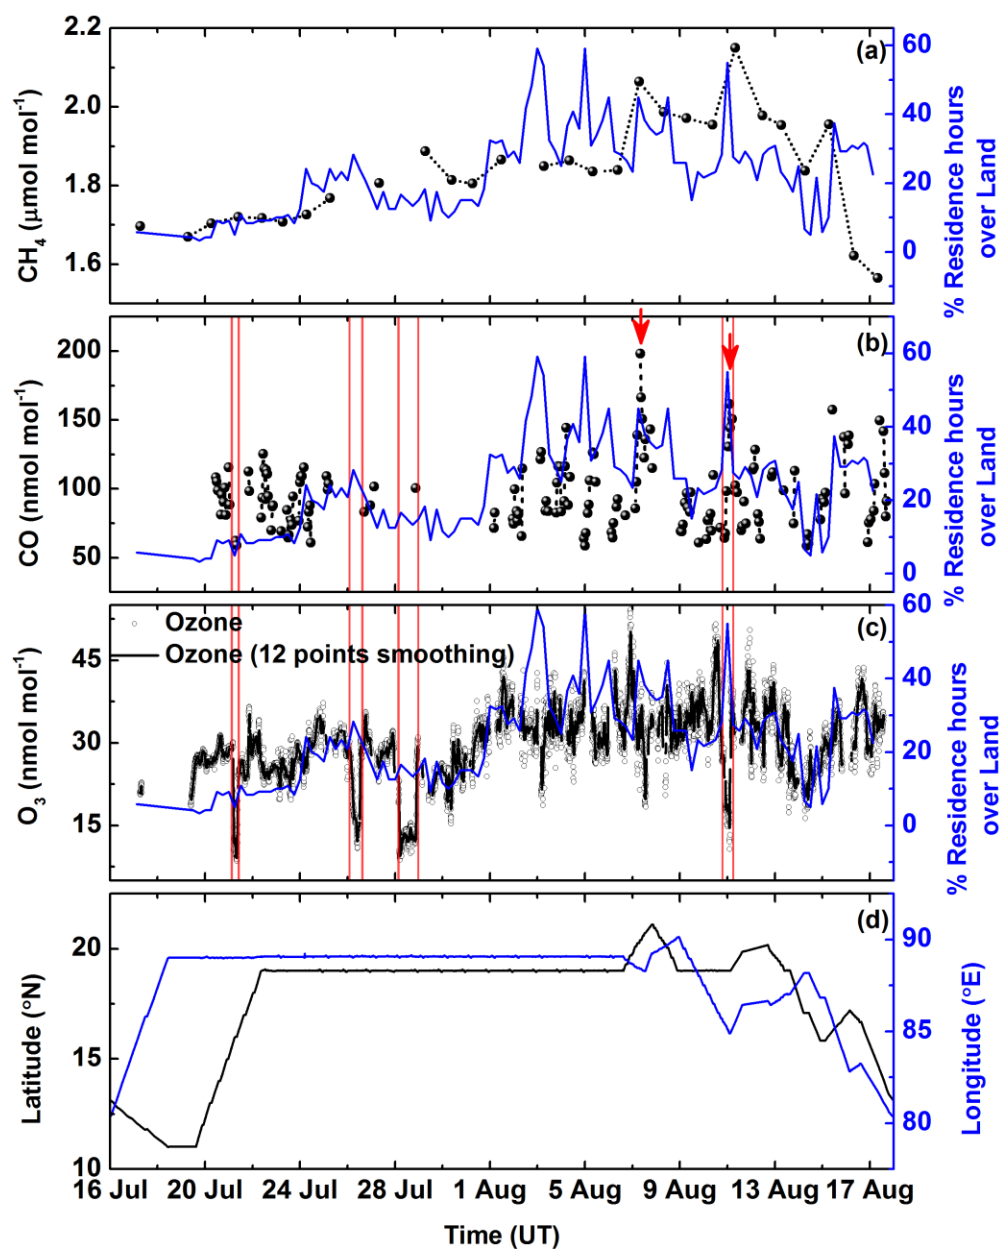 (a)
CH4 (μmol mol-1)
2.2
2.0
1.8
1.6
60
40
20
0
% Residence hours
over Land
(b)
CO (nmol mol-1)
200
150
100
50
60
40
20
0
% Residence hours
over Land
(c)
Ozone
Ozone (12 points smoothing)
O3 (nmol mol-1)
45
30
15
60
40
20
0
% Residence hours
over Land
(d)
Latitude (°N)
20
15
10
90
85
80
Longitude (°E)
16 Jul 20 Jul 24 Jul 28 Jul 1 Aug 5 Aug 9 Aug 13 Aug 17 Aug
Time (UT)